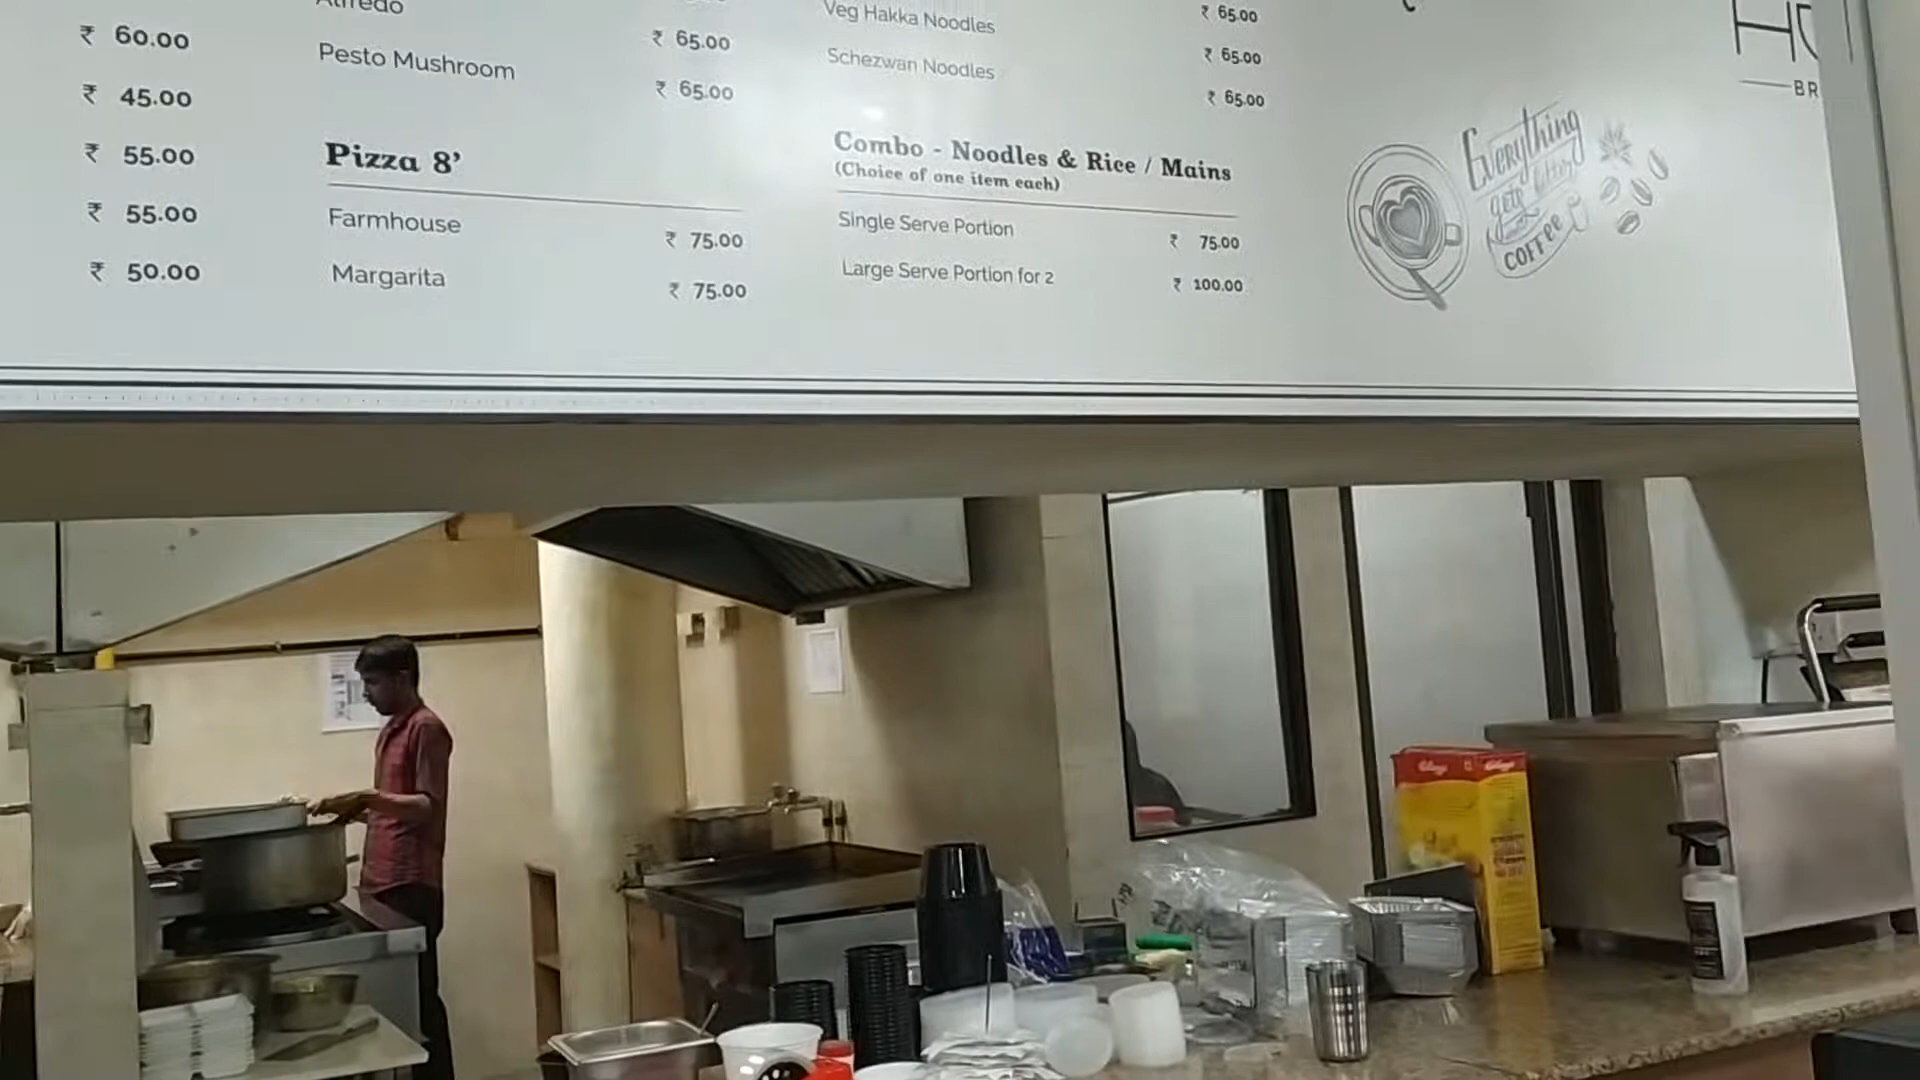 ₹ 60.00
₹ 45.00
₹ 55.00
₹ 55.00
₹ 50.00
Alfredo
₹ 65.00
Pesto Mushroom
₹ 65.00
Pizza 8'
Farmhouse ₹ 75.00
Margarita ₹ 75.00
₹ 65.00
Veg Hakka Noodles
₹ 65.00
Schezwan Noodles
₹ 65.00
Combo - Noodles & Rice / Mains
(Choice of one item each)
Single Serve Portion ₹ 75.00
Large Serve Portion for 2 ₹ 100.00
Everything
gets
COFFEE
BR
Kellogg's
Kellogg's